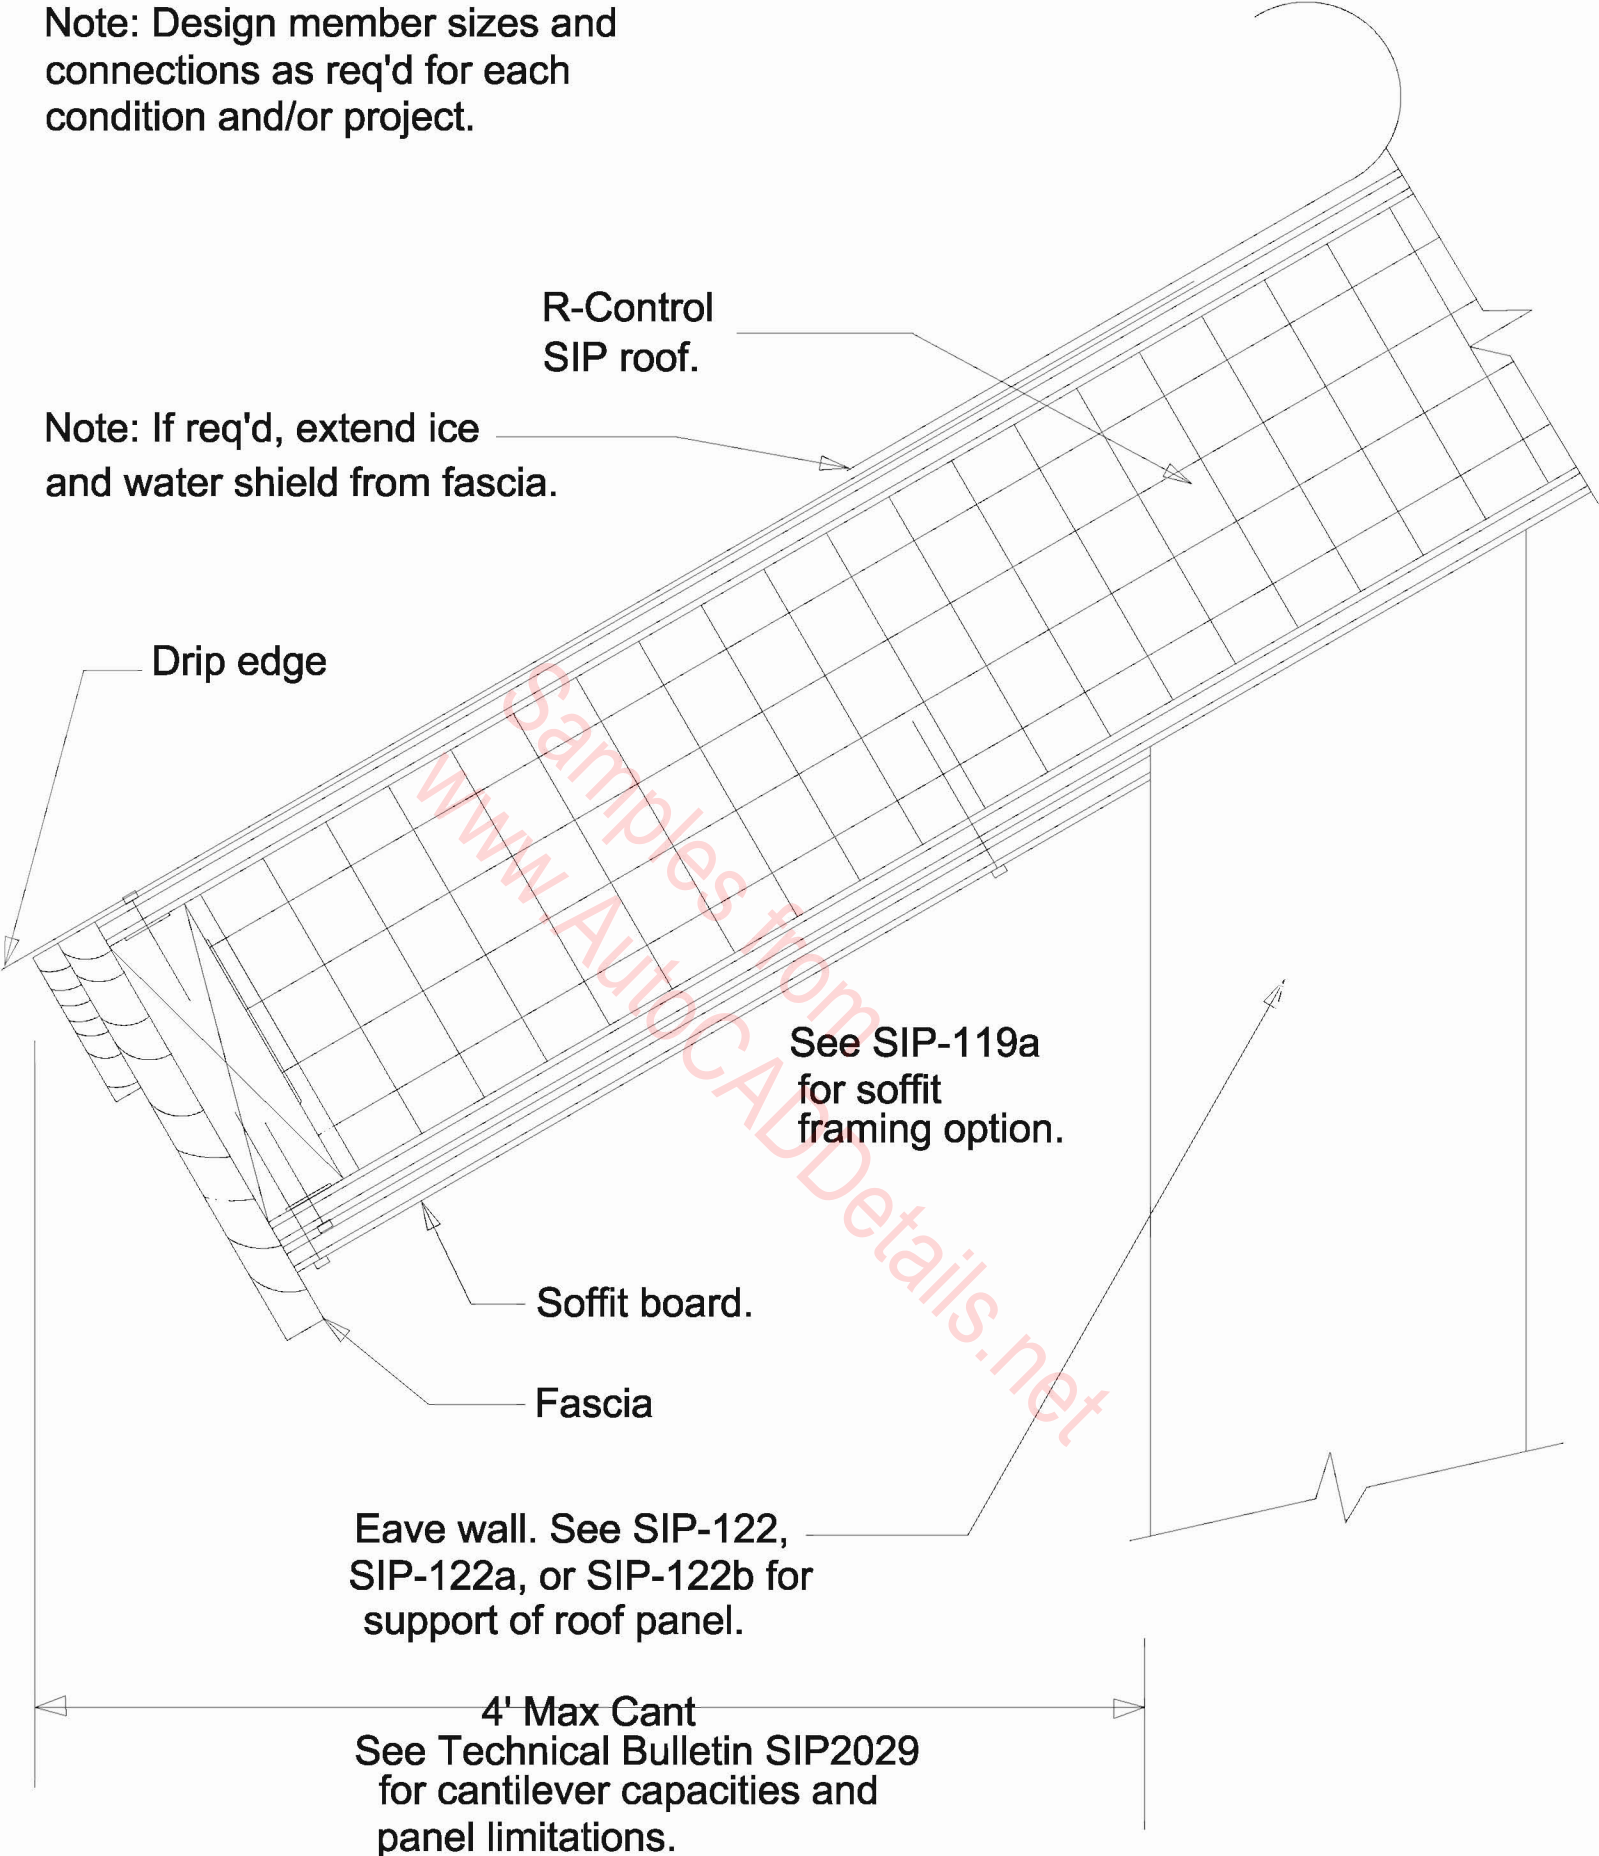 Note: Design member sizes and
connections as req'd for each
condition and/or project.
R-Control
SIP roof.
Note: If req'd, extend ice
and water shield from fascia.
Drip edge
Samples from
www.AutoCADDetails.net
See SIP-119a
for soffit
framing option.
Soffit board.
Fascia
Eave wall. See SIP-122,
SIP-122a, or SIP-122b for
support of roof panel.
4' Max Cant
See Technical Bulletin SIP2029
for cantilever capacities and
panel limitations.